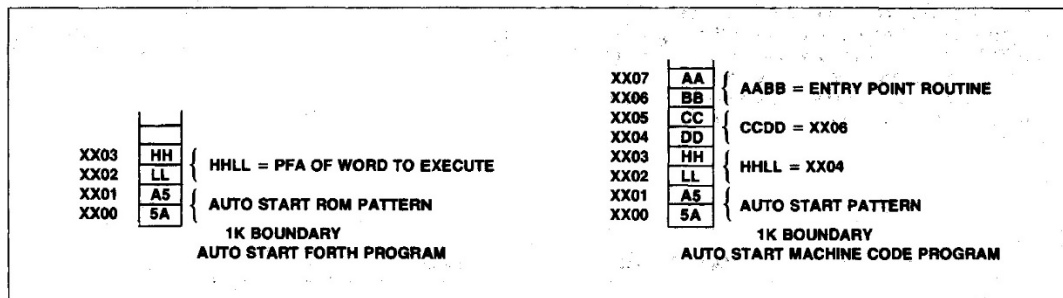 XX03 HH
XX02 LL
HHLL = PFA OF WORD TO EXECUTE
XX01 A5
XX00 5A
AUTO START ROM PATTERN
1K BOUNDARY
AUTO START FORTH PROGRAM
XX07 AA
XX06 BB
AABB = ENTRY POINT ROUTINE
XX05 CC
XX04 DD
CCDD = XX06
XX03 HH
XX02 LL
HHLL = XX04
XX01 A5
XX00 5A
AUTO START PATTERN
1K BOUNDARY
AUTO START MACHINE CODE PROGRAM